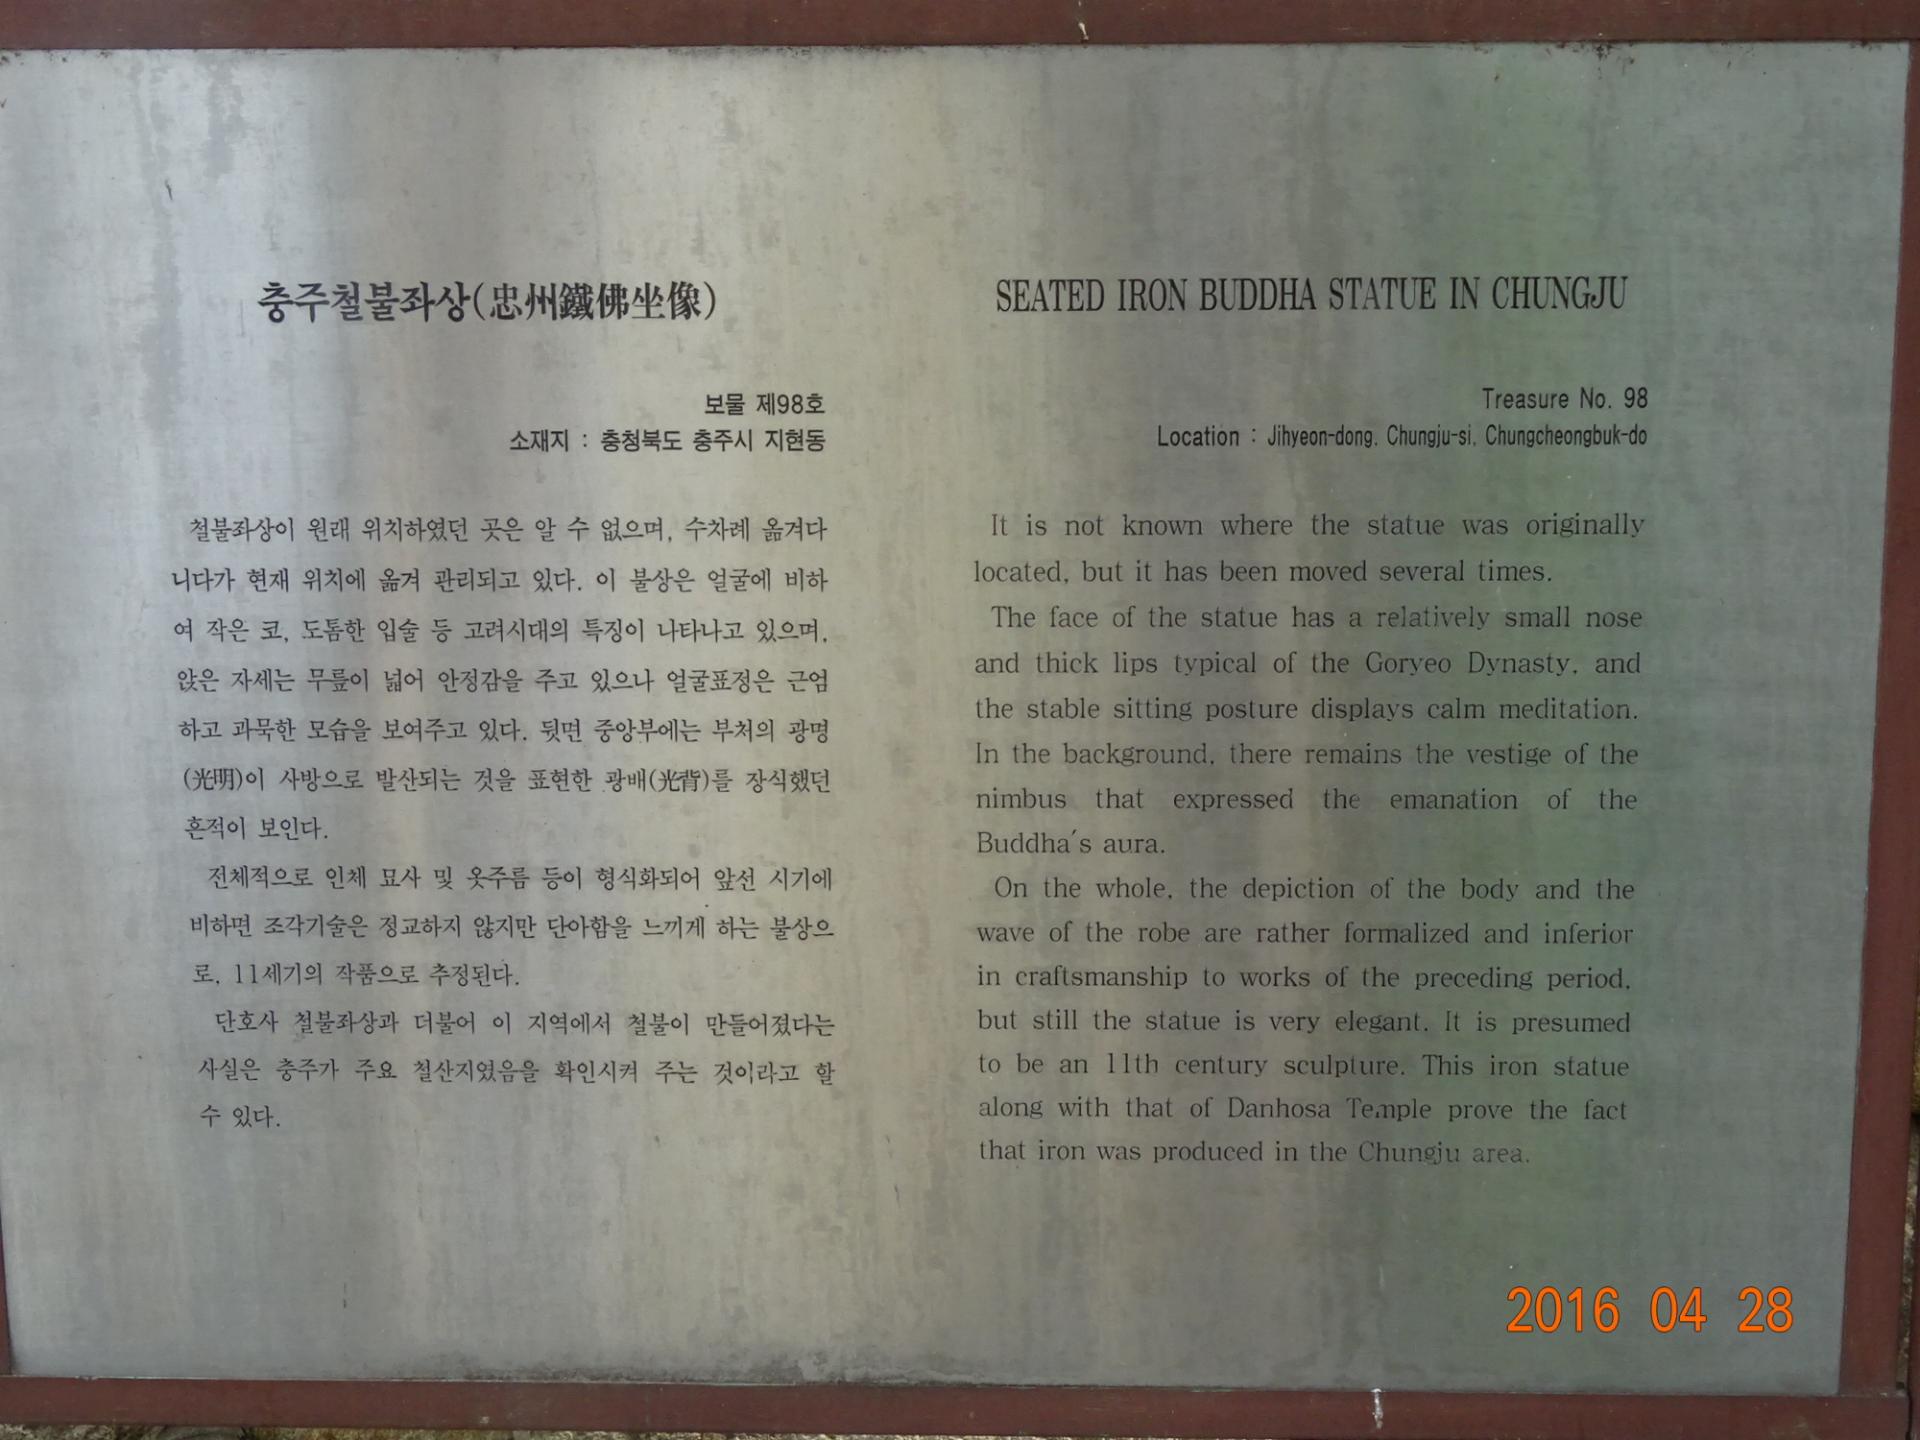 충주철불좌상(忠州鐵佛坐像)
보물 제98호
소재지 : 충청북도 충주시 지현동
철불좌상이 원래 위치하였던 곳은 알 수 없으며, 수차례 옮겨다
니다가 현재 위치에 옮겨 관리되고 있다. 이 불상은 얼굴에 비하
여 작은 코, 도톰한 입술 등 고려시대의 특징이 나타나고 있으며,
앉은 자세는 무릎이 넓어 안정감을 주고 있으나 얼굴표정은 근엄
하고 과묵한 모습을 보여주고 있다. 뒷면 중앙부에는 부처의 광명
(光明)이 사방으로 발산되는 것을 표현한 광배(光背)를 장식했던
흔적이 보인다.
전체적으로 인체 묘사 및 옷주름 등이 형식화되어 앞선 시기에
비하면 조각기술은 정교하지 않지만 단아함을 느끼게 하는 불상으
로, 11세기의 작품으로 추정된다.
단호사 철불좌상과 더불어 이 지역에서 철불이 만들어졌다는
사실은 충주가 주요 철산지였음을 확인시켜 주는 것이라고 할
수 있다.
SEATED IRON BUDDHA STATUE IN CHUNGJU
Treasure No. 98
Location : Jihyeon-dong. Chungju-si, Chungcheongbuk-do
It is not known where the statue was originally
located, but it has been moved several times.
The face of the statue has a relatively small nose
and thick lips typical of the Goryeo Dynasty, and
the stable sitting posture displays calm meditation.
In the background, there remains the vestige of the
nimbus that expressed the emanation of the
Buddha's aura.
On the whole, the depiction of the body and the
wave of the robe are rather formalized and inferior
in craftsmanship to works of the preceding period,
but still the statue is very elegant. It is presumed
to be an 11th century sculpture. This iron statue
along with that of Danhosa Temple prove the fact
that iron was produced in the Chungju area.
2016 04 28